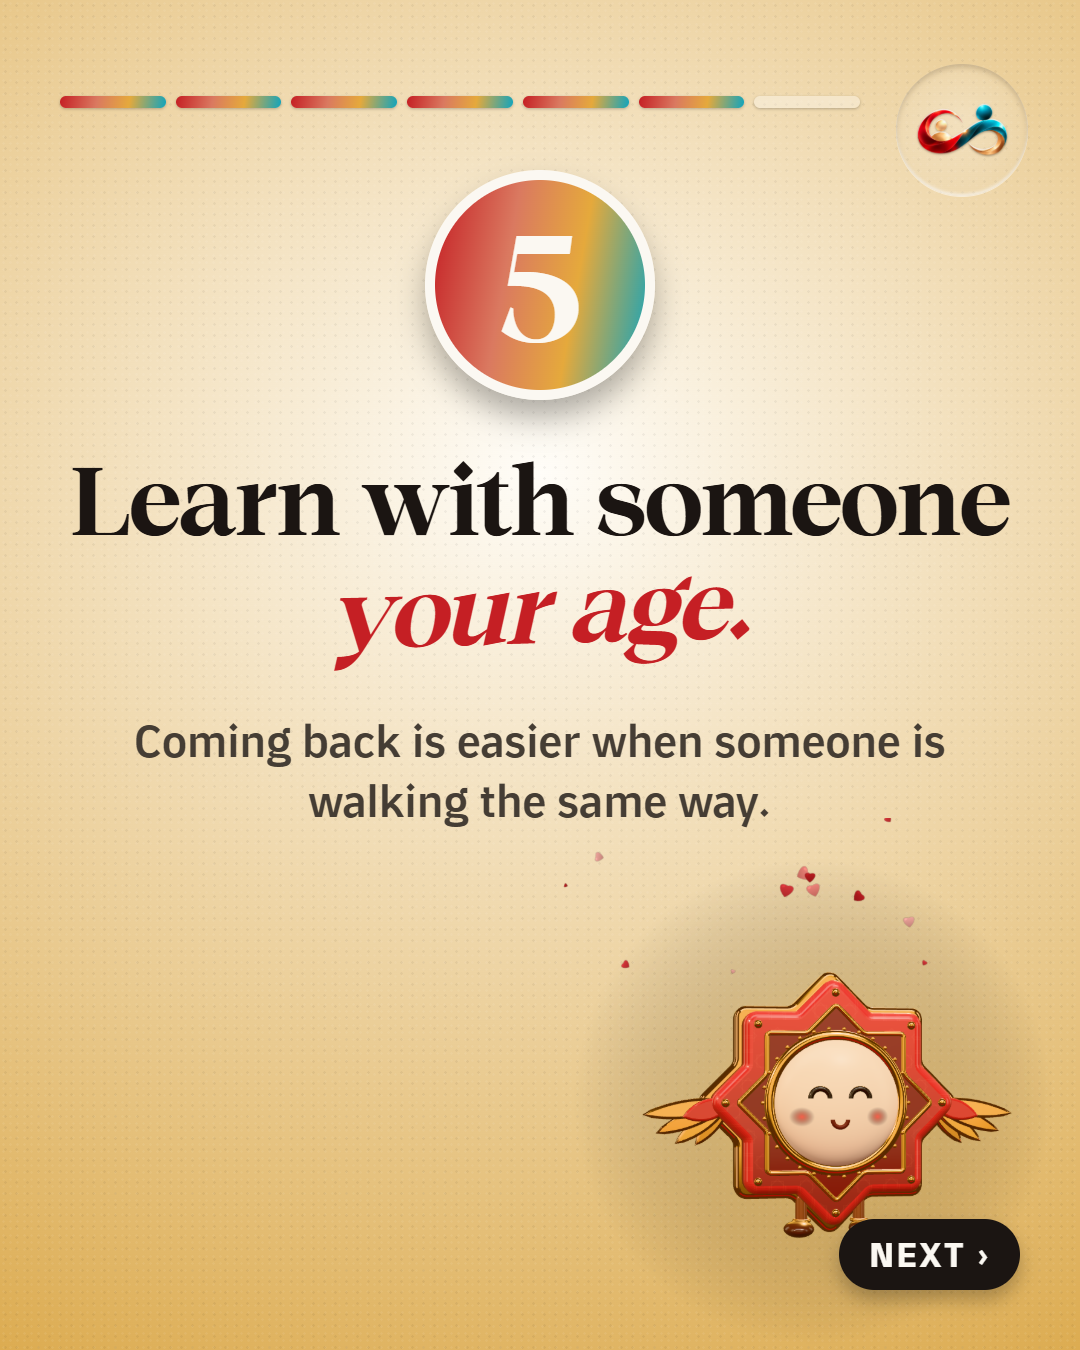 5
Learn with someone
your age.
Coming back is easier when someone is
walking the same way.
NEXT ›